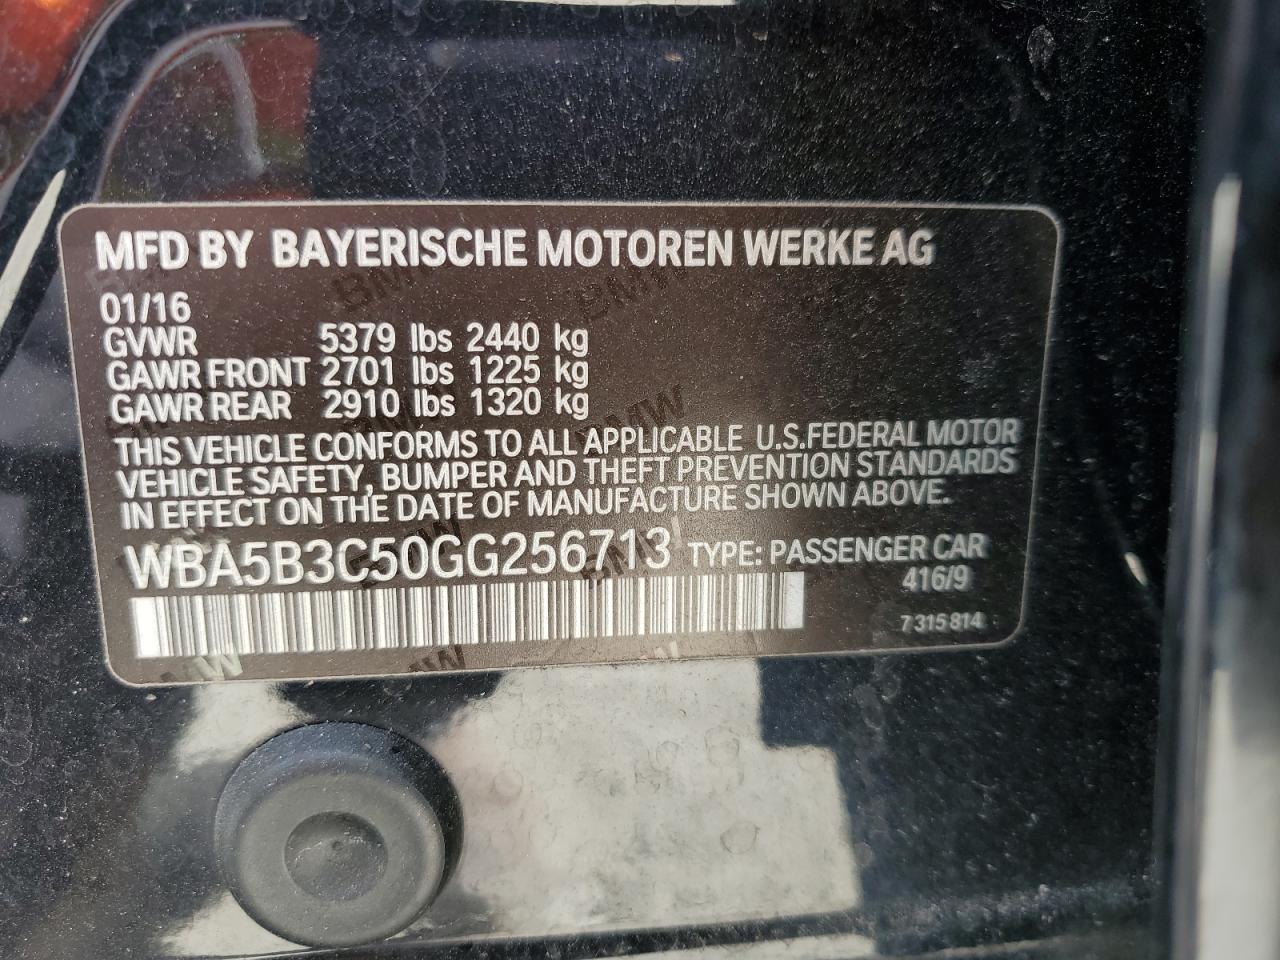 MFD BY BAYERISCHE MOTOREN WERKE AG
01/16
GVWR 5379 lbs 2440 kg
GAWR FRONT 2701 lbs 1225 kg
GAWR REAR 2910 lbs 1320 kg
THIS VEHICLE CONFORMS TO ALL APPLICABLE U.S.FEDERAL MOTOR
VEHICLE SAFETY, BUMPER AND THEFT PREVENTION STANDARDS
IN EFFECT ON THE DATE OF MANUFACTURE SHOWN ABOVE.
WBA5B3C50GG256713 TYPE: PASSENGER CAR
416/9
7 315 814